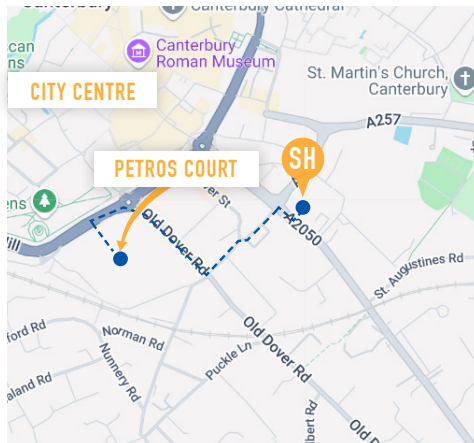 Canterbury
Canterbury Cathedral
Canterbury
Roman Museum
St. Martin's Church,
Canterbury
CITY CENTRE
A257
PETROS COURT
SH
Old Dover Rd
A2050
St. Augustines Rd
Norman Rd
Nunnery Rd
Puckle Ln
Old Dover Rd